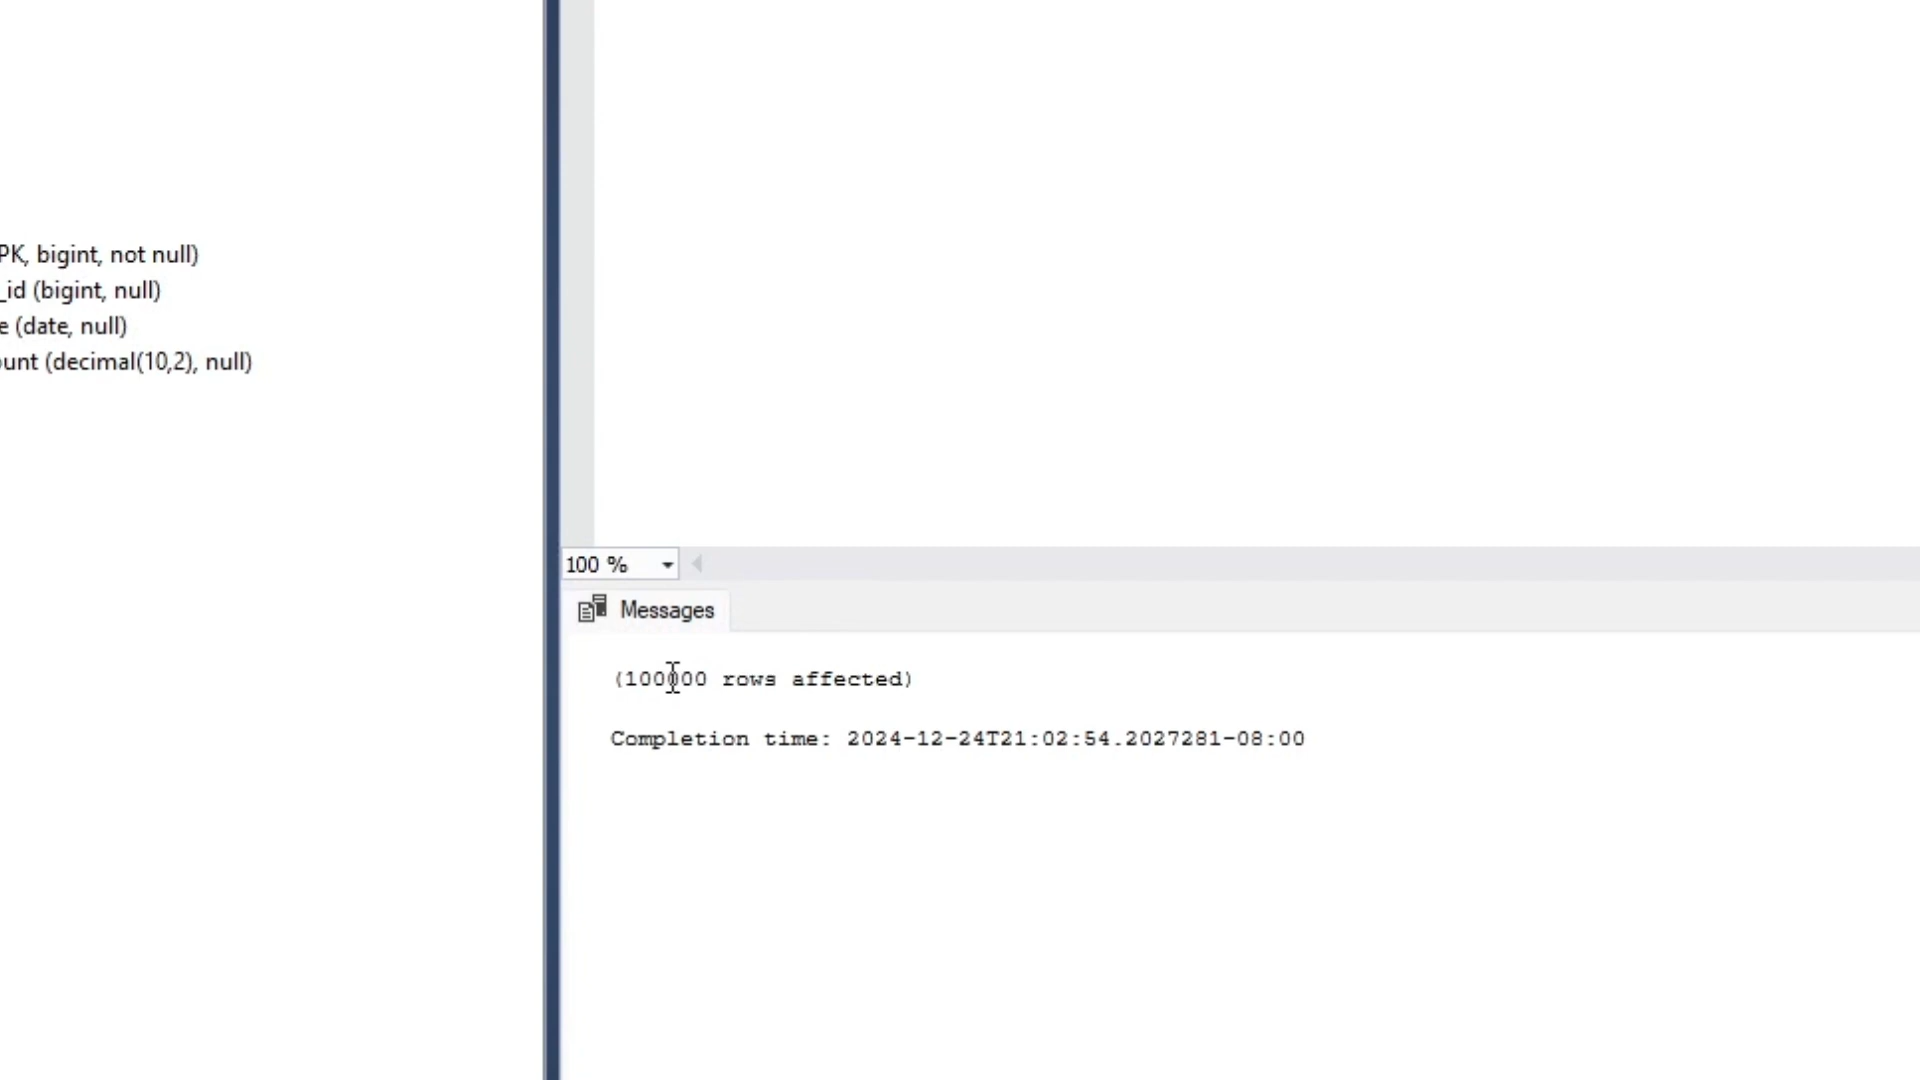 PK, bigint, not null)
_id (bigint, null)
e (date, null)
ount (decimal(10,2), null)
100 %
Messages
(100000 rows affected)
Completion time: 2024-12-24T21:02:54.2027281-08:00